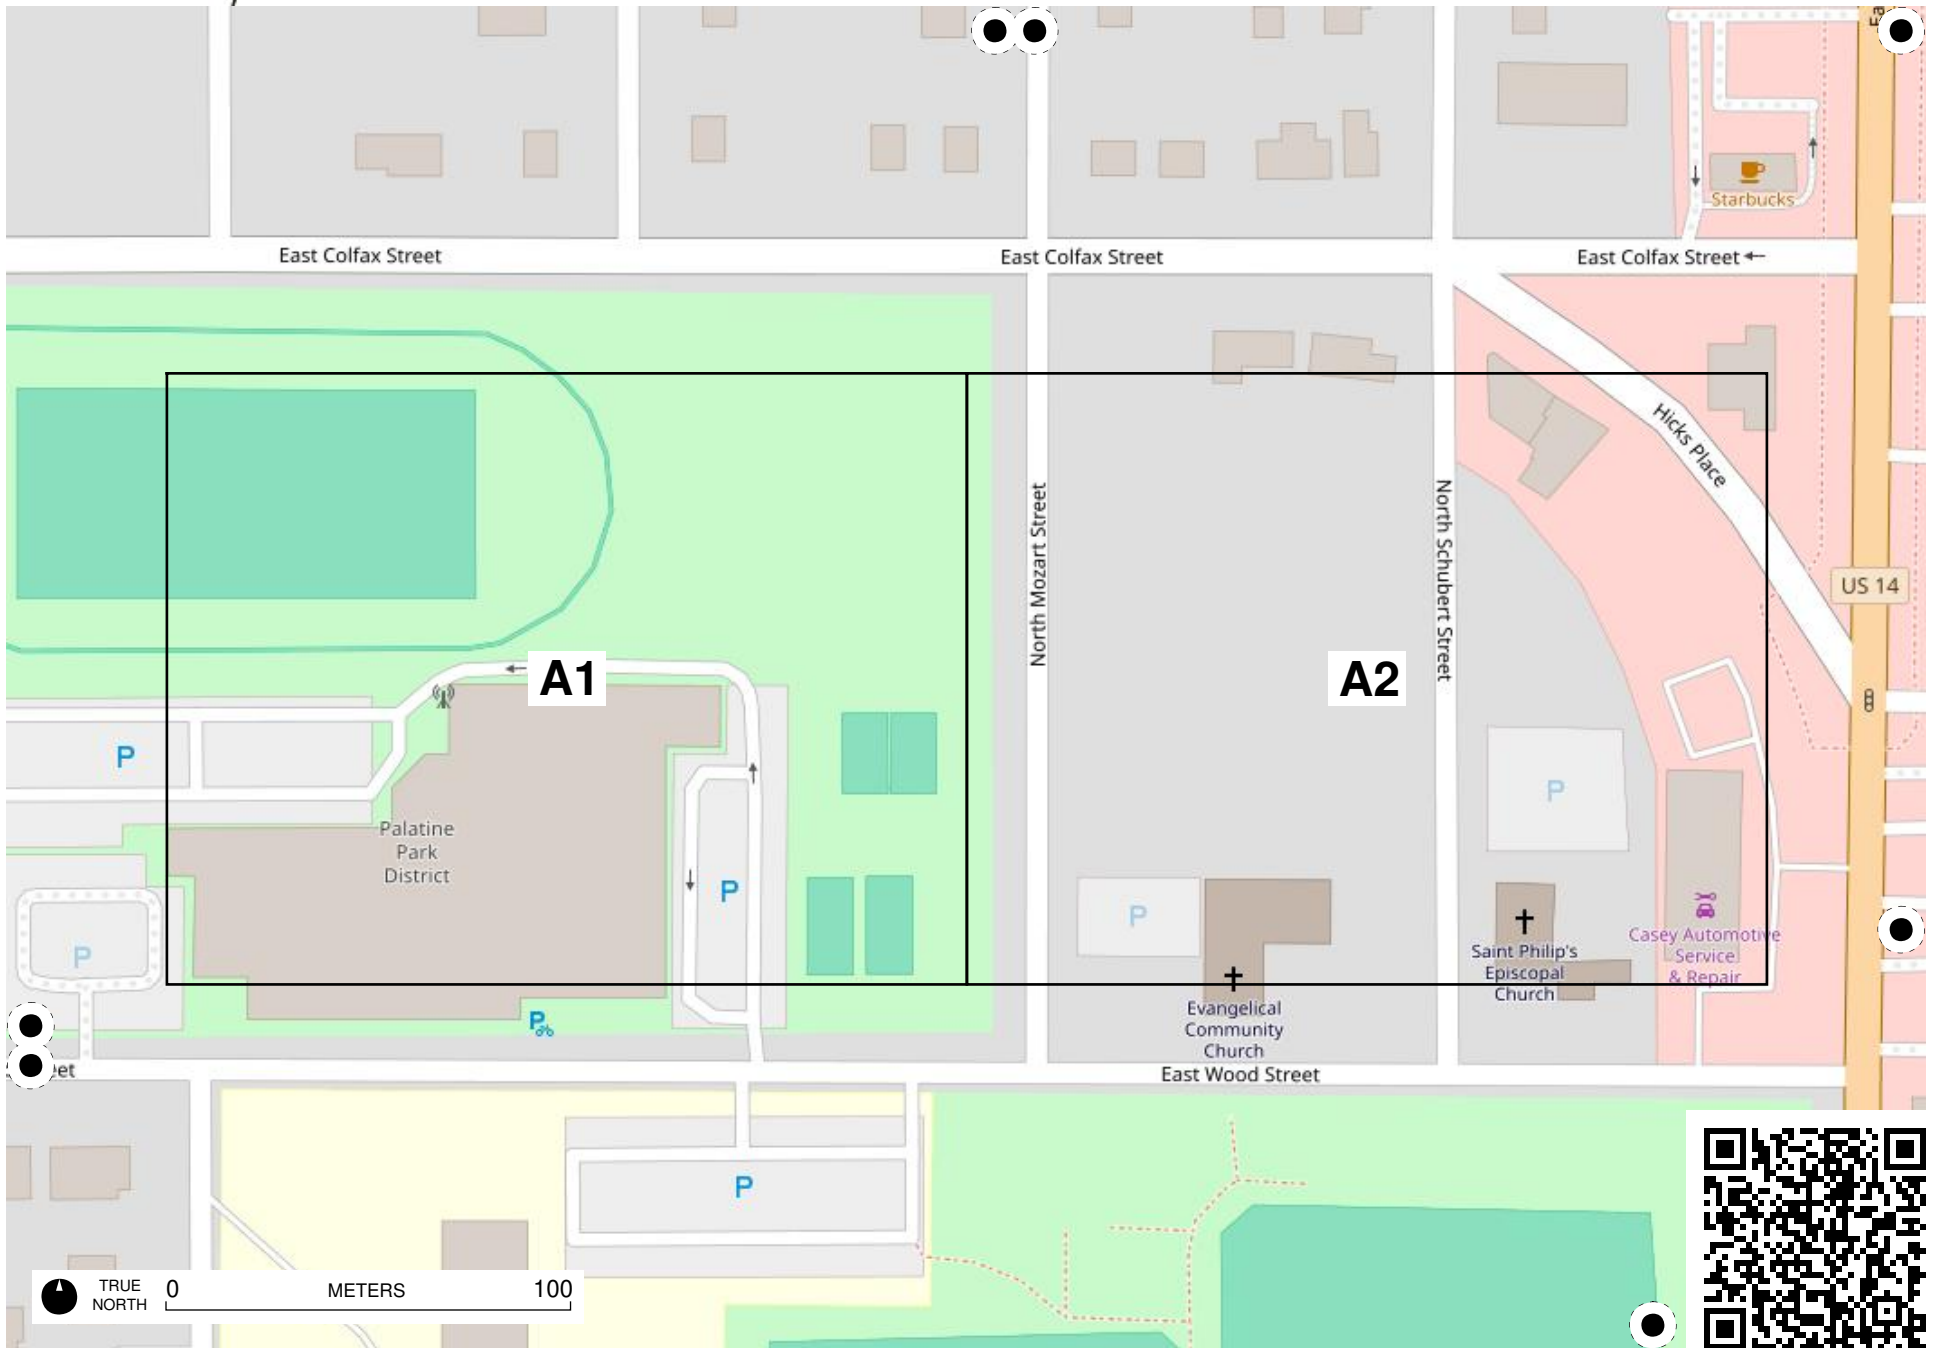 Starbucks
East Colfax Street
East Colfax Street
East Colfax Street
Hicks Place
North Mozart Street
North Schubert Street
US 14
A1
A2
P
P
Palatine
Park
District
P
P
P
P
Casey Automotive
Service
& Repair
Saint Philip's
Episcopal
Church
Evangelical
Community
Church
East Wood Street
P
TRUE
NORTH
0
METERS
100